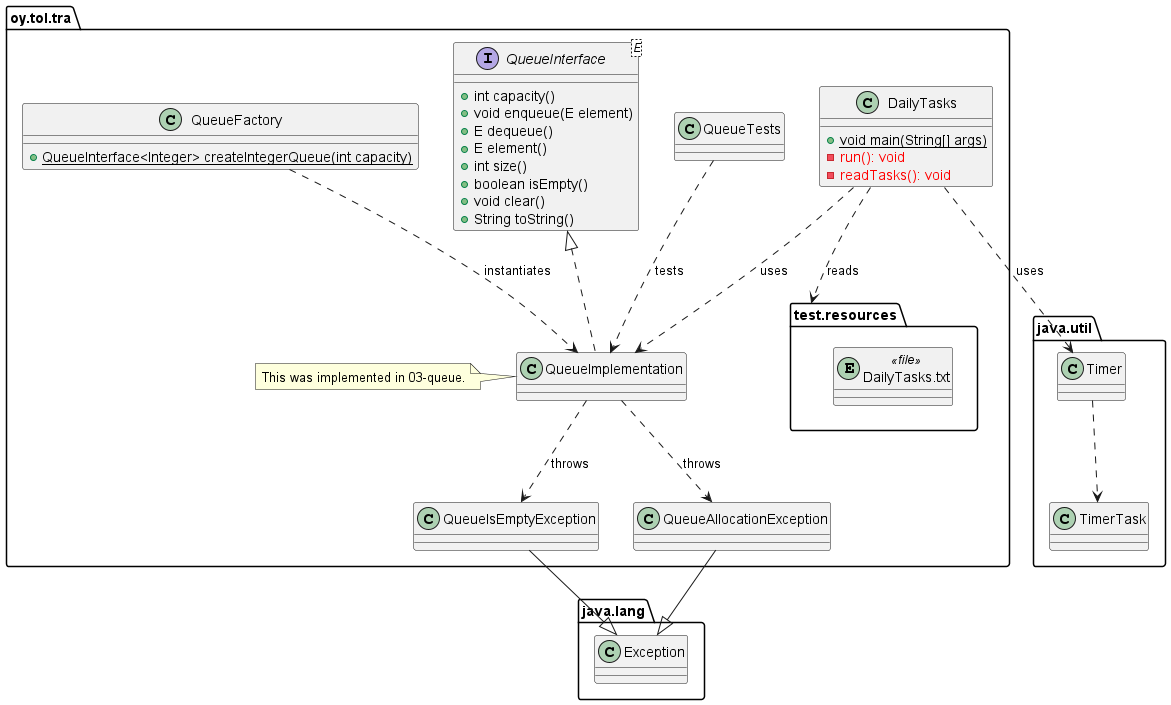 oy.tol.tra
I QueueInterface E
int capacity()
void enqueue(E element)
E dequeue()
E element()
int size()
boolean isEmpty()
void clear()
String toString()
C QueueFactory
QueueInterface<Integer> createIntegerQueue(int capacity)
C QueueTests
C DailyTasks
void main(String[] args)
run(): void
readTasks(): void
instantiates
tests
uses
reads
uses
test.resources
E «file»
DailyTasks.txt
java.util
C Timer
C TimerTask
This was implemented in 03-queue.
C QueueImplementation
throws
throws
C QueueIsEmptyException
C QueueAllocationException
java.lang
C Exception